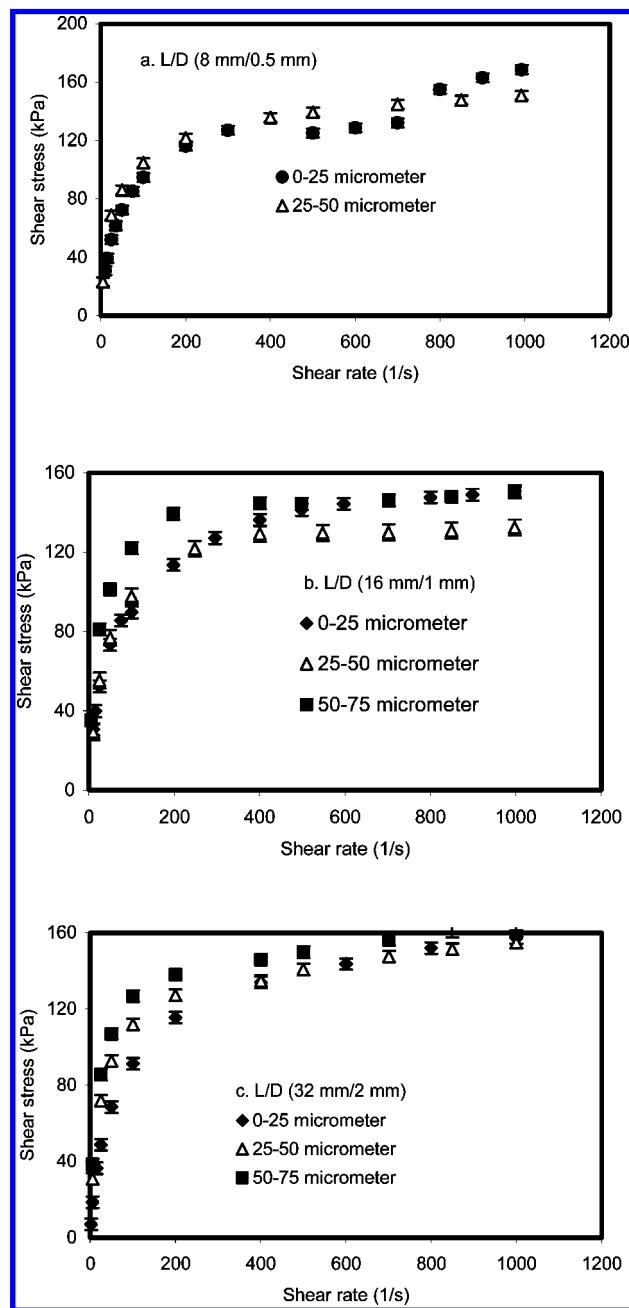 200
a. L/D (8 mm/0.5 mm)
160
120
0-25 micrometer
80
25-50 micrometer
40
0
0 200 400 600 800 1000 1200
Shear stress (kPa)
Shear rate (1/s)
160
120
b. L/D (16 mm/1 mm)
80
0-25 micrometer
25-50 micrometer
40
50-75 micrometer
0
0 200 400 600 800 1000 1200
Shear stress (kPa)
Shear rate (1/s)
160
120
80
c. L/D (32 mm/2 mm)
0-25 micrometer
40
25-50 micrometer
50-75 micrometer
0
0 200 400 600 800 1000 1200
Shear stress (kPa)
Shear rate (1/s)